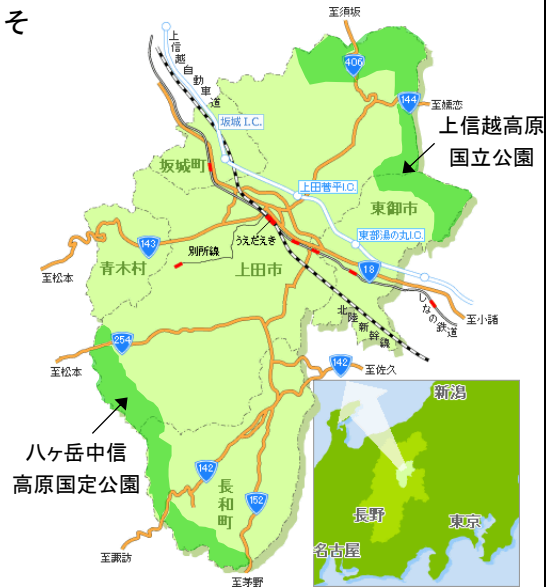 そ
至須坂
上信越自動車道
406
144
至嬬恋
坂城I.C.
上信越高原
国立公園
坂城町
上田菅平I.C.
東御市
うえだえき
東部湯の丸I.C.
143
別所線
青木村
上田市
18
至松本
北陸新幹線
しなの鉄道
至小諸
254
至松本
142
至佐久
新潟
八ヶ岳中信
高原国定公園
142
長和町
152
長野
東京
名古屋
至諏訪
至茅野